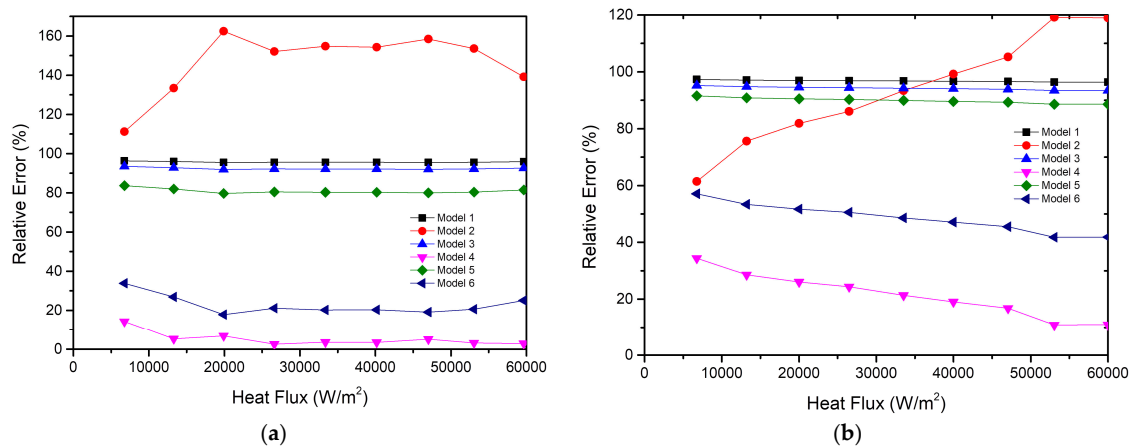 160
140
120
100
80
60
40
20
0
Relative Error (%)
Model 1
Model 2
Model 3
Model 4
Model 5
Model 6
0 10000 20000 30000 40000 50000 60000
Heat Flux (W/m²)
(a)
120
100
80
60
40
20
0
Relative Error (%)
Model 1
Model 2
Model 3
Model 4
Model 5
Model 6
0 10000 20000 30000 40000 50000 60000
Heat Flux (W/m²)
(b)